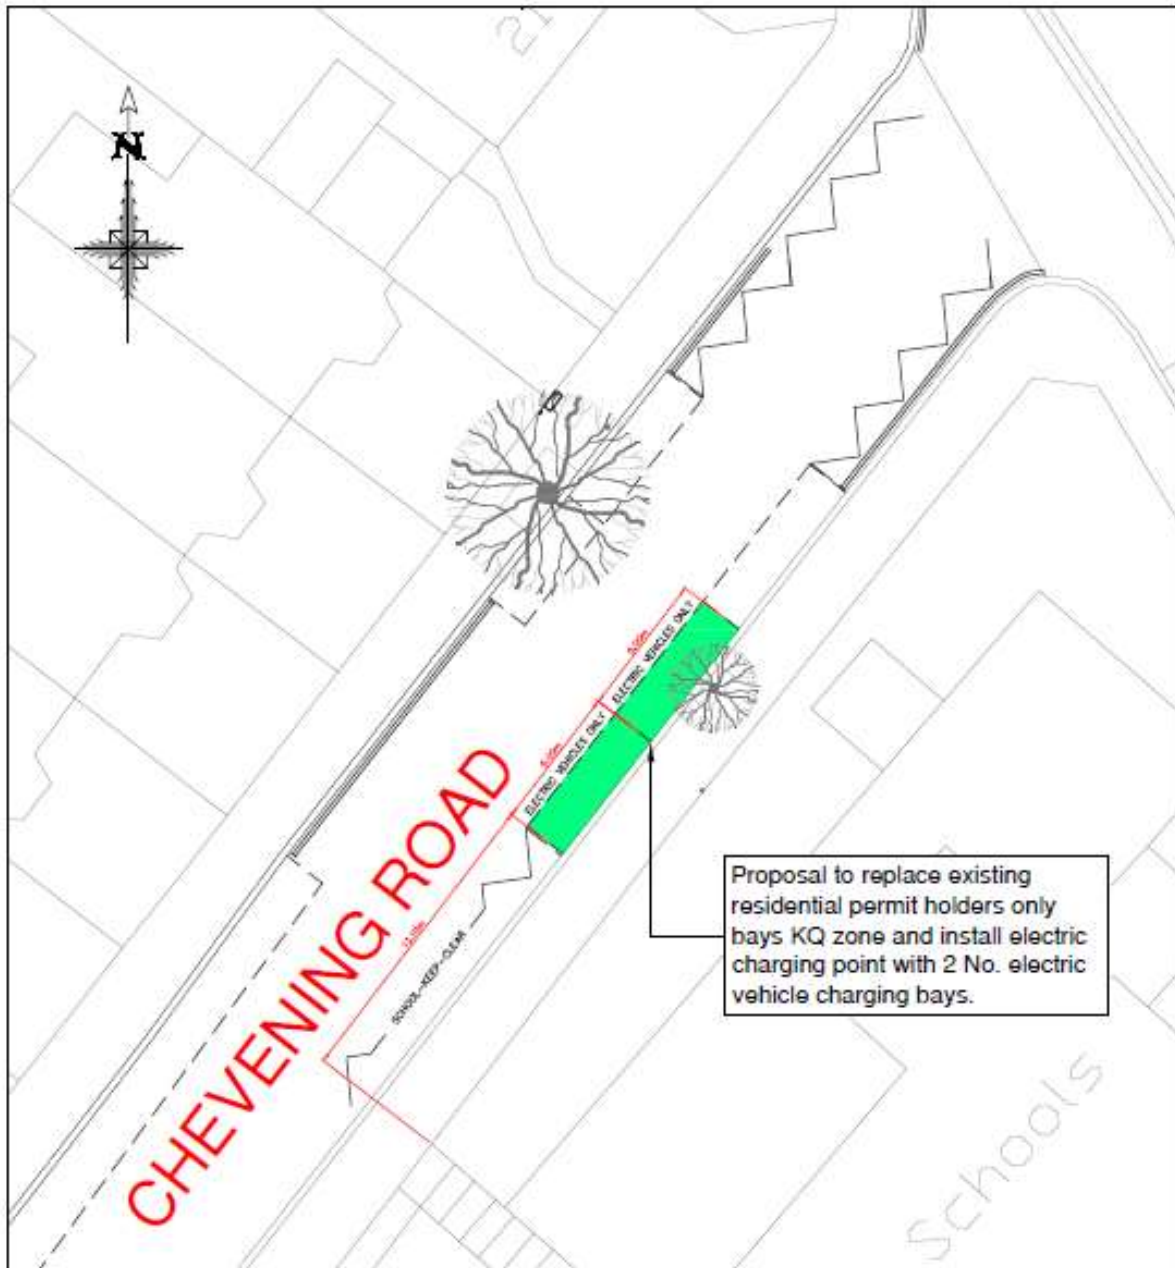 21
N
ELECTRIC VEHICLES ONLY
ELECTRIC VEHICLES ONLY
CHEVENING ROAD
SCHOOL-KEEP-CLEAR
Proposal to replace existing
residential permit holders only
bays KQ zone and install electric
charging point with 2 No. electric
vehicle charging bays.
Schools